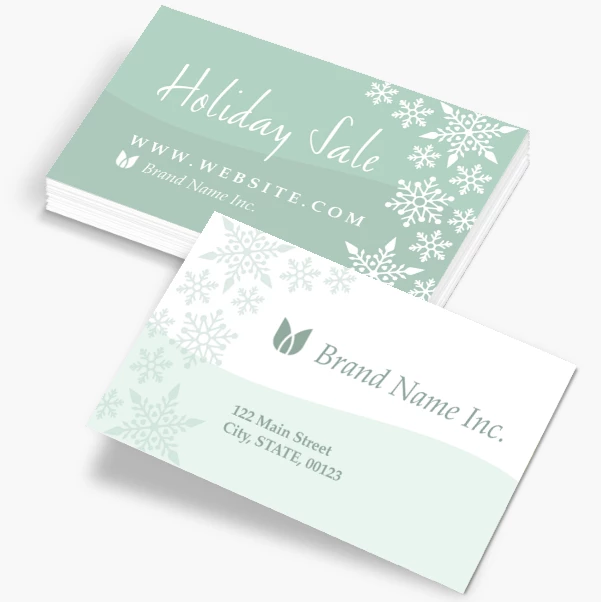 Holiday Sale
WWW.WEBSITE.COM
Brand Name Inc.
Brand Name Inc.
122 Main Street
City, STATE, 00123